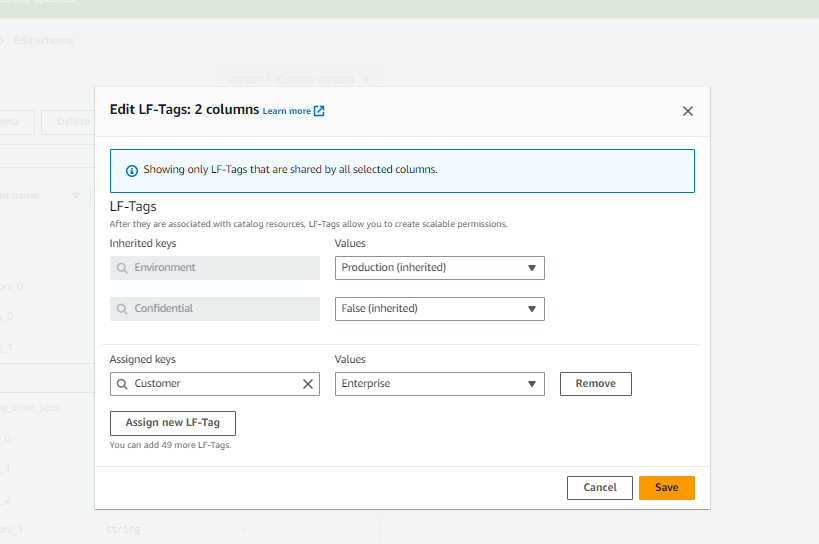 Edit schema
Version 1 (Current version)
Delete
Edit LF-Tags: 2 columns Learn more
Showing only LF-Tags that are shared by all selected columns.
LF-Tags
After they are associated with catalog resources, LF-Tags allow you to create scalable permissions.
Inherited keys Values
Environment Production (inherited)
Confidential False (inherited)
Assigned keys Values
Customer Enterprise Remove
Assign new LF-Tag
You can add 49 more LF-Tags.
Cancel Save
string -